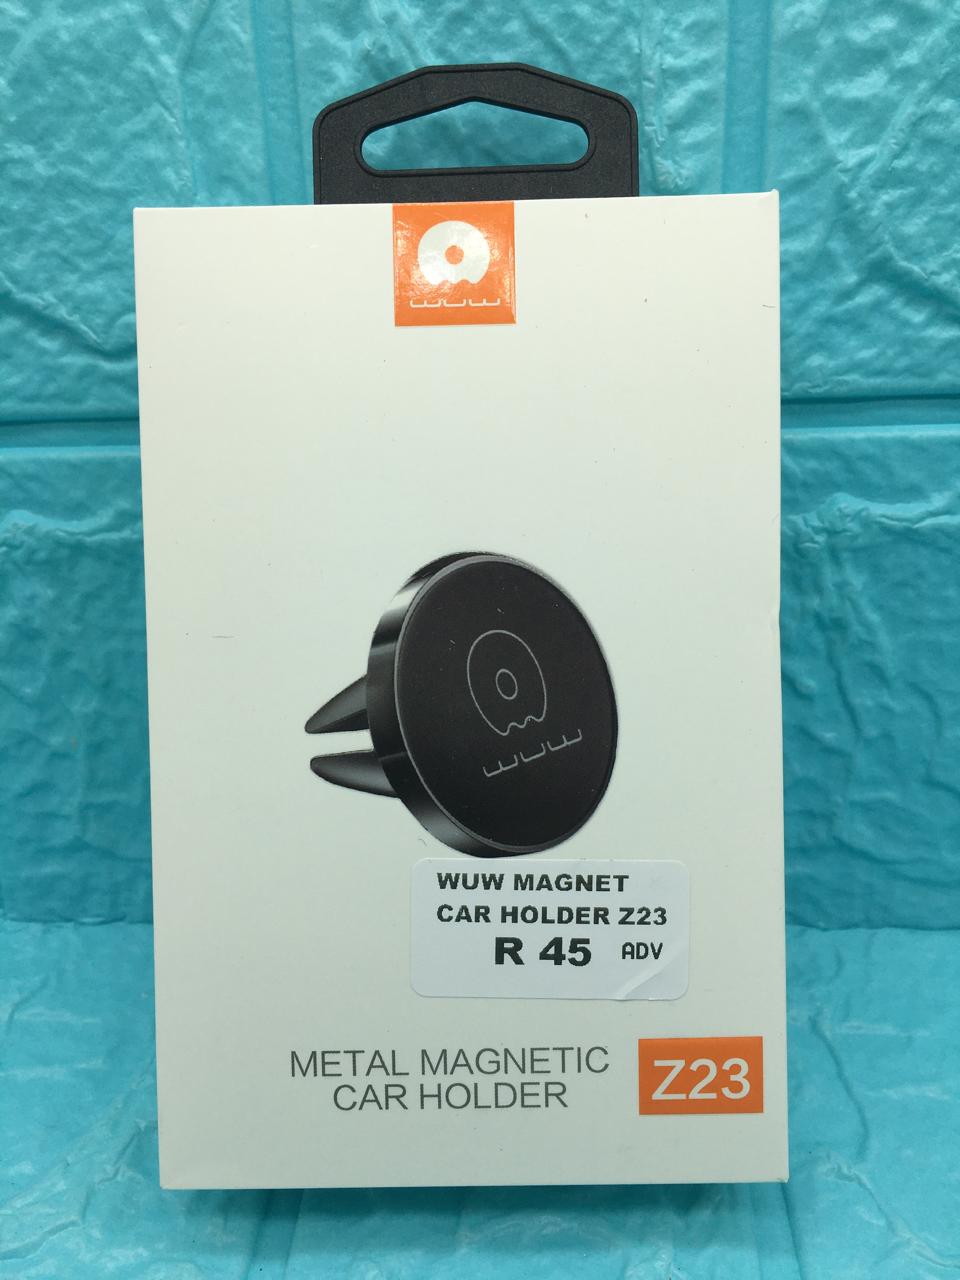 WUW
WUW
WUW MAGNET
CAR HOLDER Z23
R 45 ADV
METAL MAGNETIC
CAR HOLDER
Z23